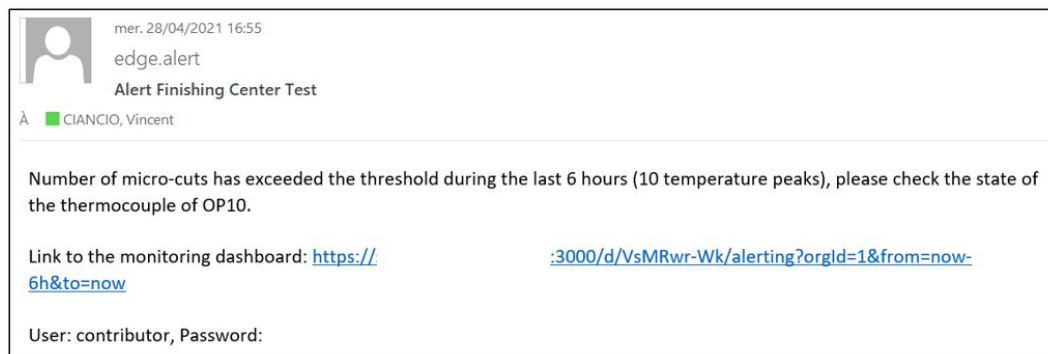 mer. 28/04/2021 16:55
edge.alert
Alert Finishing Center Test
À CIANCIO, Vincent
Number of micro-cuts has exceeded the threshold during the last 6 hours (10 temperature peaks), please check the state of
the thermocouple of OP10.
Link to the monitoring dashboard: https:// :3000/d/VsMRwr-Wk/alerting?orgId=1&from=now-
6h&to=now
User: contributor, Password: